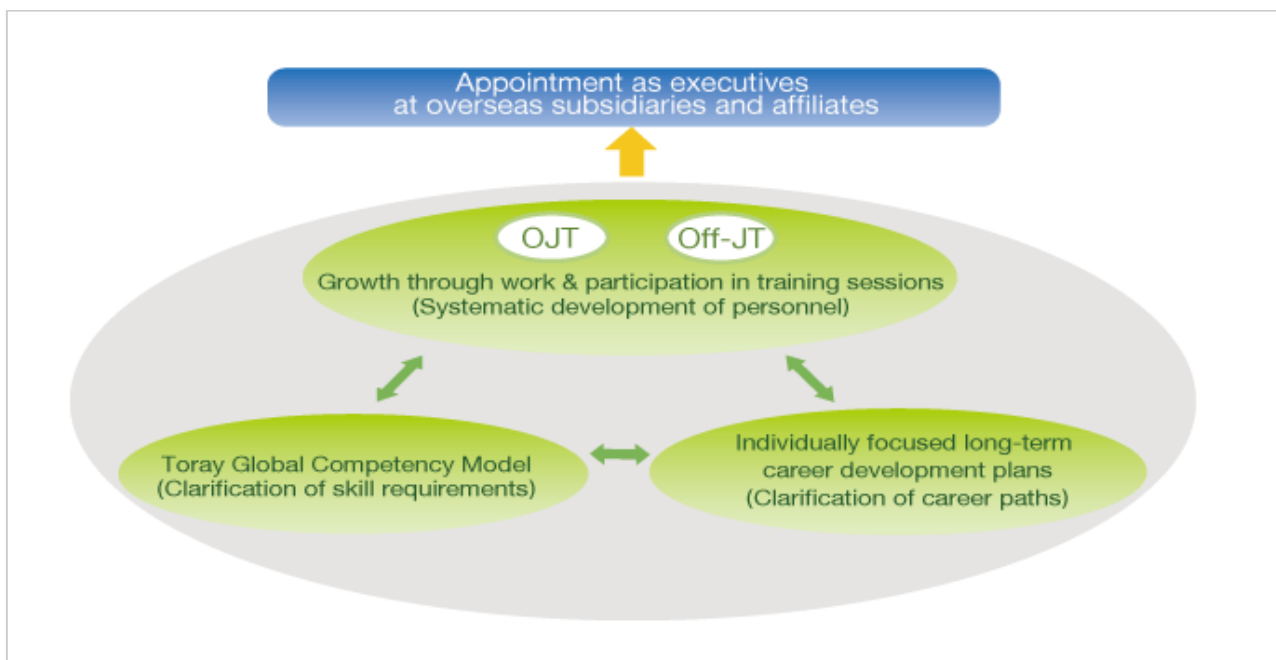 Appointment as executives
at overseas subsidiaries and affiliates
OJT
Off-JT
Growth through work & participation in training sessions
(Systematic development of personnel)
Toray Global Competency Model
(Clarification of skill requirements)
Individually focused long-term
career development plans
(Clarification of career paths)